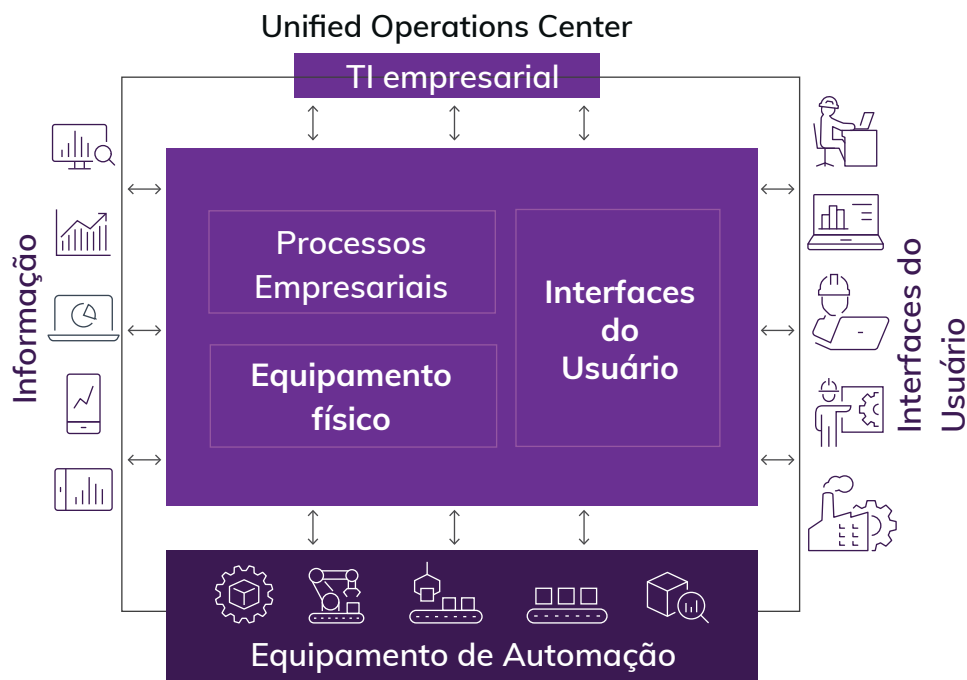 Unified Operations Center
TI empresarial
Informação
Processos
Empresariais
Equipamento
físico
Interfaces
do
Usuário
Interfaces do
Usuário
Equipamento de Automação